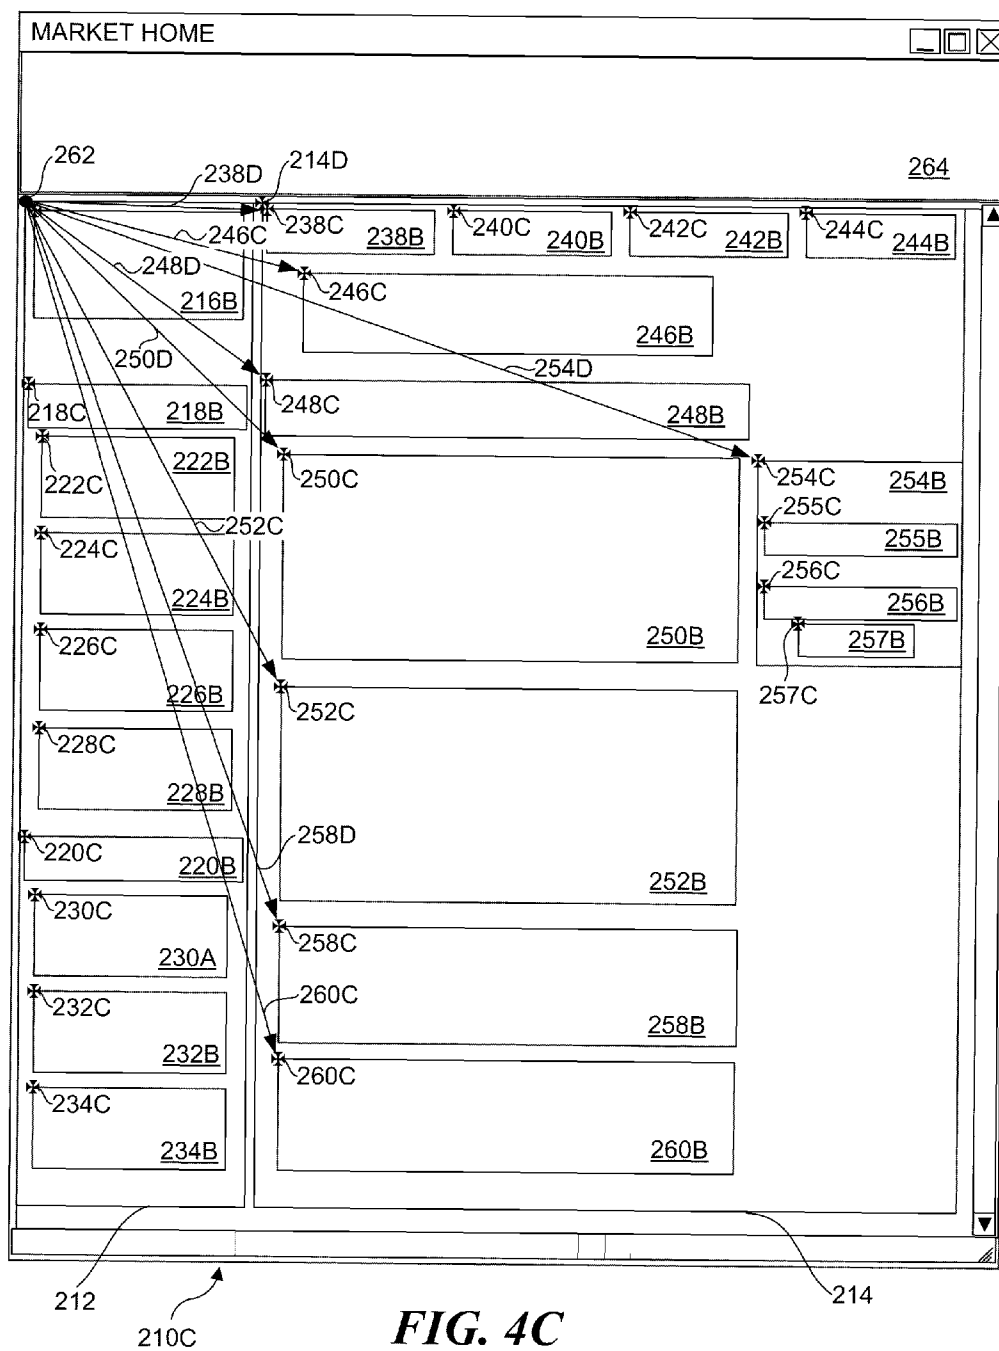 MARKET HOME
262
238D
214D
264
246C
238C
238B
240C
240B
242C
242B
244C
244B
248D
216B
246C
246B
250D
254D
218C
218B
248C
248B
222B
222C
250C
254C
254B
252C
255C
255B
224C
224B
256C
256B
226C
226B
250B
257B
252C
257C
228C
228B
220C
220B
258D
252B
230C
230A
258C
232C
232B
260C
258B
234C
234B
260C
260B
212
214
210C
FIG. 4C